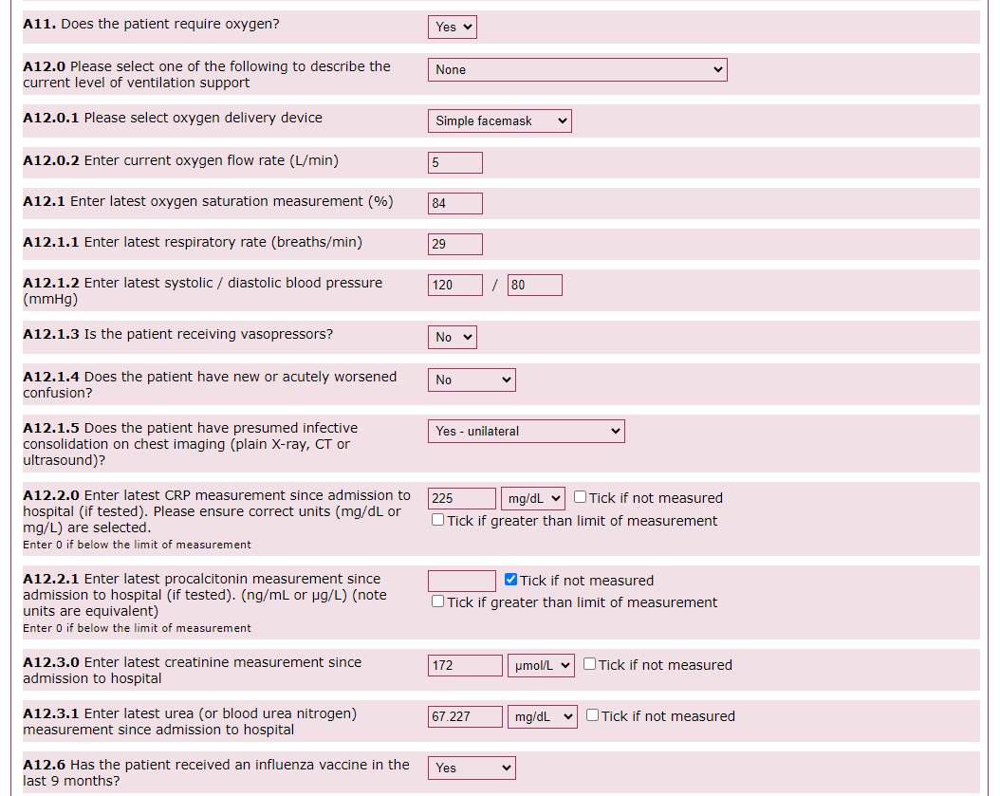 A11. Does the patient require oxygen? Yes
A12.0 Please select one of the following to describe the
current level of ventilation support
None
A12.0.1 Please select oxygen delivery device Simple facemask
A12.0.2 Enter current oxygen flow rate (L/min) 5
A12.1 Enter latest oxygen saturation measurement (%) 84
A12.1.1 Enter latest respiratory rate (breaths/min) 29
A12.1.2 Enter latest systolic / diastolic blood pressure
(mmHg)
120 / 80
A12.1.3 Is the patient receiving vasopressors? No
A12.1.4 Does the patient have new or acutely worsened
confusion?
No
A12.1.5 Does the patient have presumed infective
consolidation on chest imaging (plain X-ray, CT or
ultrasound)?
Yes - unilateral
A12.2.0 Enter latest CRP measurement since admission to
hospital (if tested). Please ensure correct units (mg/dL or
mg/L) are selected.
Enter 0 if below the limit of measurement
225 mg/dL Tick if not measured
Tick if greater than limit of measurement
A12.2.1 Enter latest procalcitonin measurement since
admission to hospital (if tested). (ng/mL or µg/L) (note
units are equivalent)
Enter 0 if below the limit of measurement
Tick if not measured
Tick if greater than limit of measurement
A12.3.0 Enter latest creatinine measurement since
admission to hospital
172 µmol/L Tick if not measured
A12.3.1 Enter latest urea (or blood urea nitrogen)
measurement since admission to hospital
67.227 mg/dL Tick if not measured
A12.6 Has the patient received an influenza vaccine in the
last 9 months?
Yes